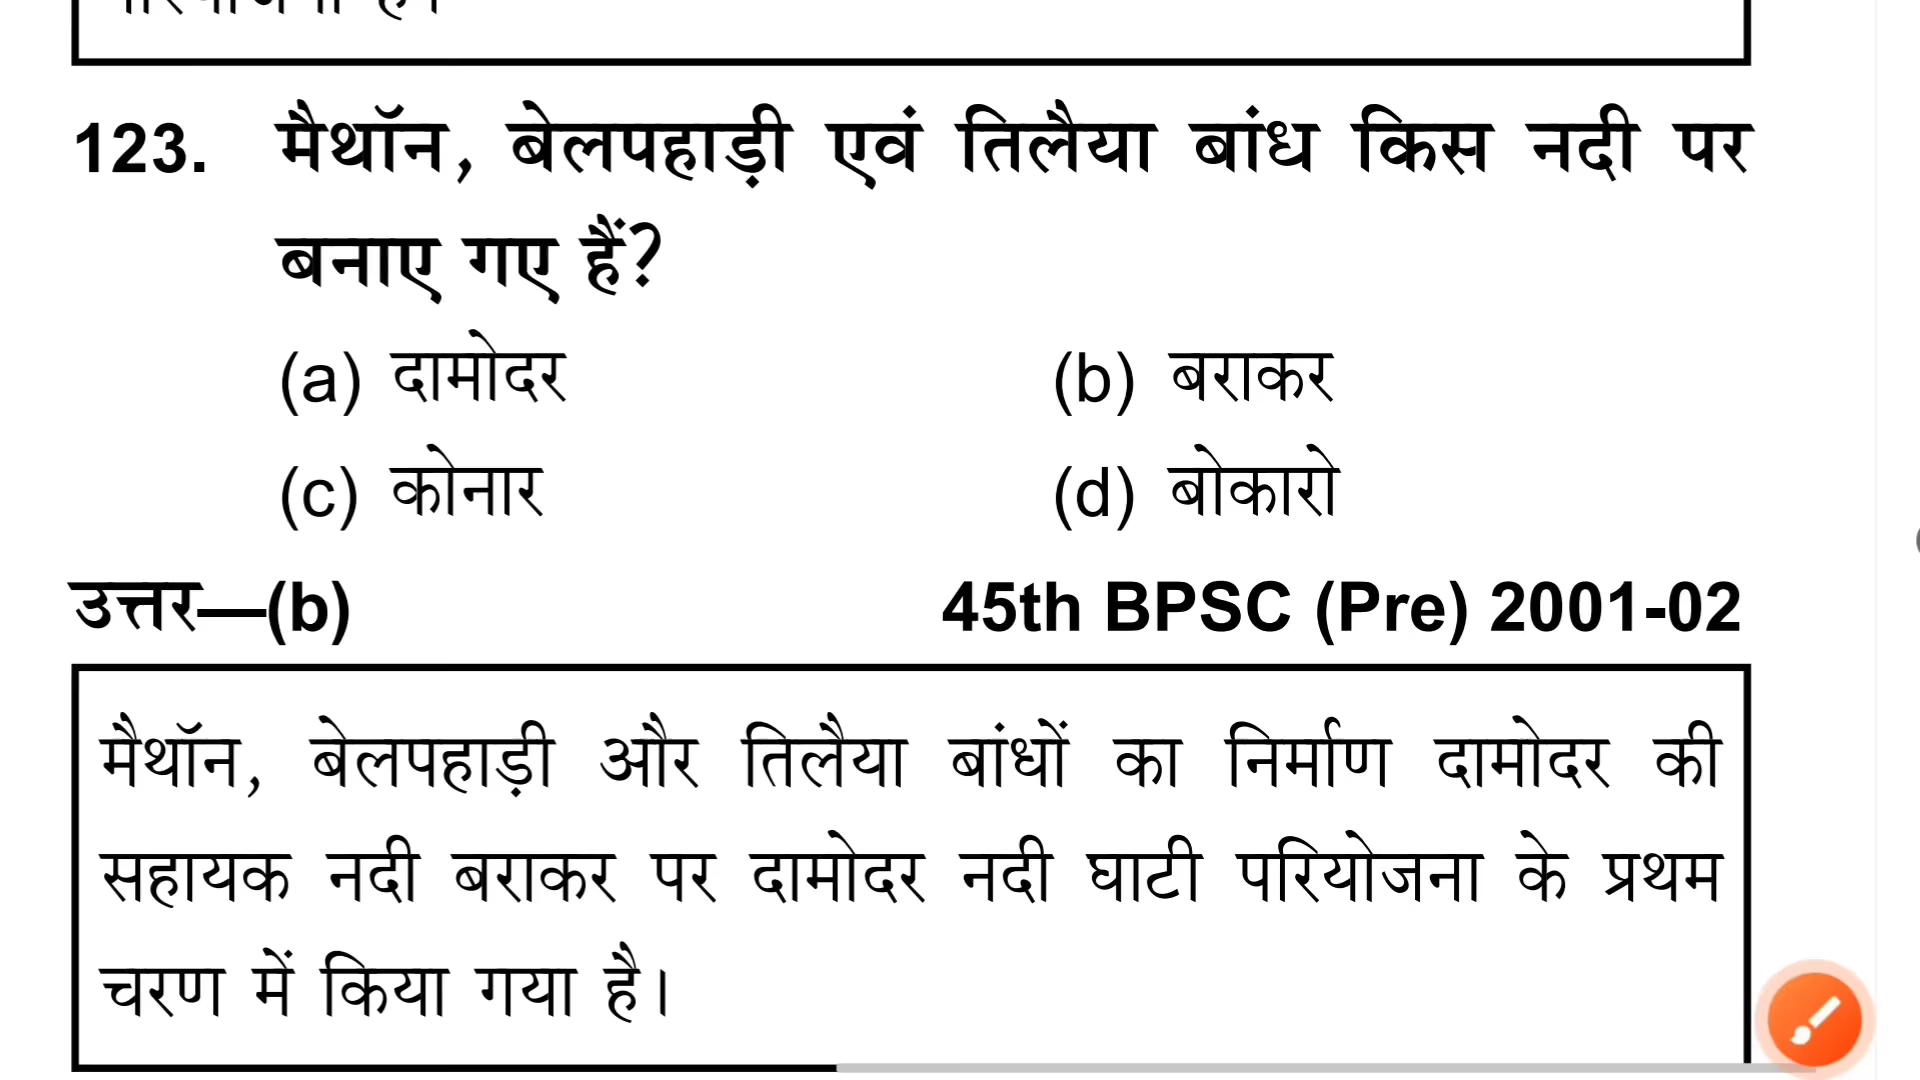 123. मैथॉन, बेलपहाड़ी एवं तिलैया बांध किस नदी पर
बनाए गए हैं?
(a) दामोदर (b) बराकर
(c) कोनार (d) बोकारो
उत्तर—(b) 45th BPSC (Pre) 2001-02
मैथॉन, बेलपहाड़ी और तिलैया बांधों का निर्माण दामोदर की
सहायक नदी बराकर पर दामोदर नदी घाटी परियोजना के प्रथम
चरण में किया गया है।